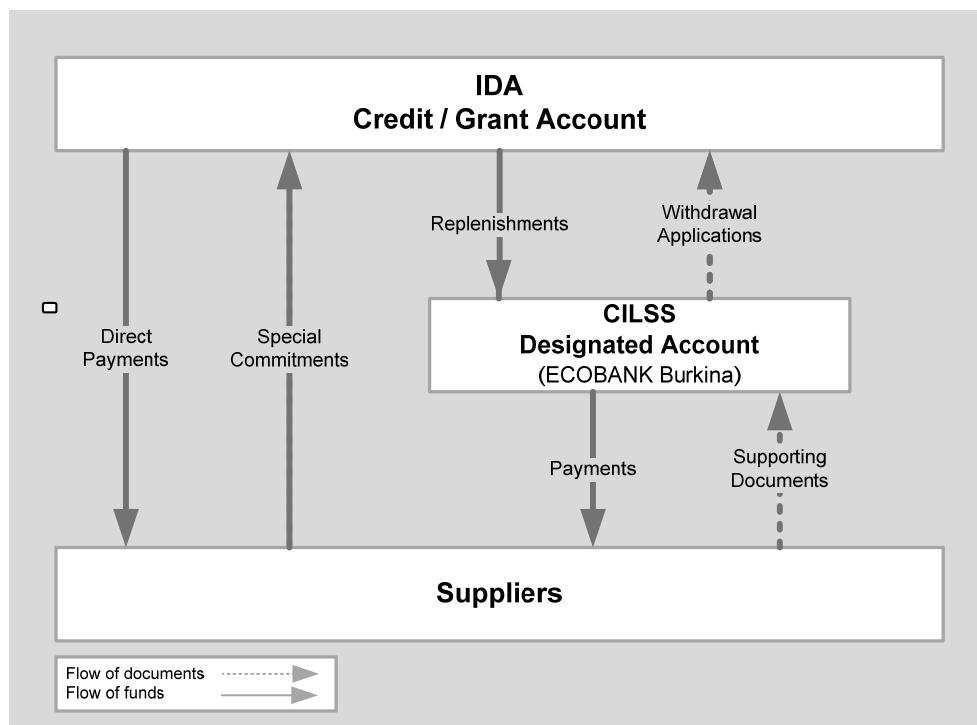 IDA
Credit / Grant Account
Replenishments
Withdrawal
Applications
Direct
Payments
Special
Commitments
CILSS
Designated Account
(ECOBANK Burkina)
Payments
Supporting
Documents
Suppliers
Flow of documents
Flow of funds